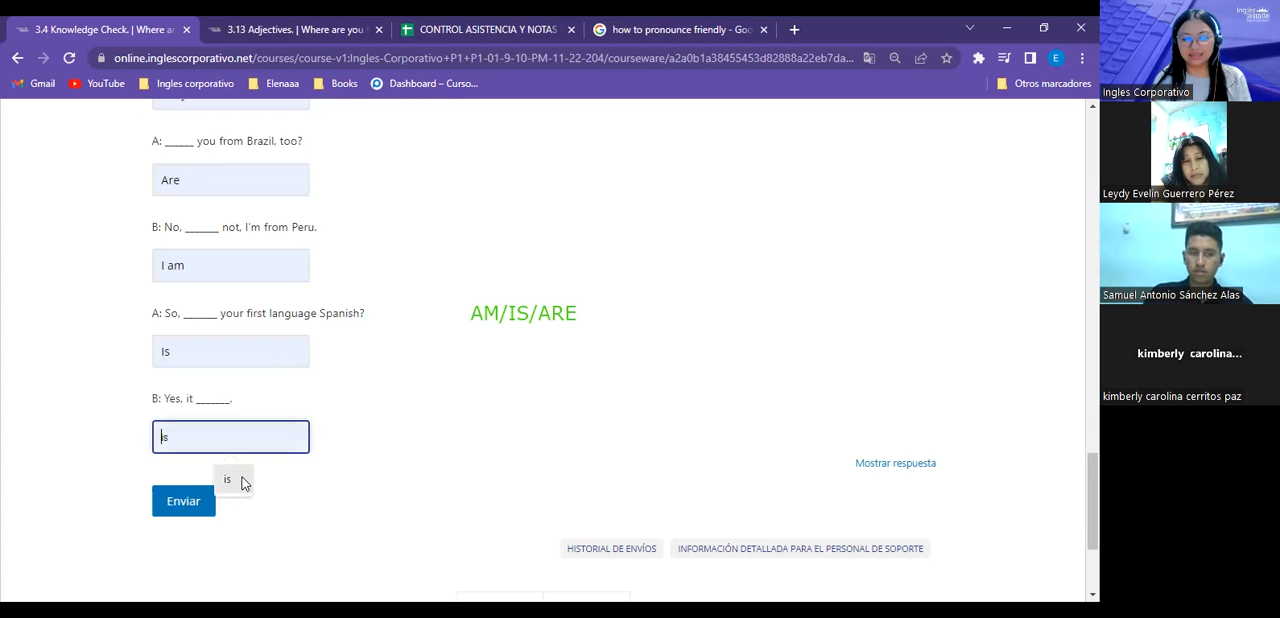 3.4 Knowledge Check. | Where ar
3.13 Adjectives. | Where are you
CONTROL ASISTENCIA Y NOTAS
how to pronounce friendly - Goo
online.inglescorporativo.net/courses/course-v1:Ingles-Corporativo+P1+P1-01-9-10-PM-11-22-204/courseware/a2a0b1a38455453d82888a22eb7da...
E
Gmail
YouTube
Ingles corporativo
Elenaaa
Books
Dashboard – Curso...
Otros marcadores
A: ______ you from Brazil, too?
Are
B: No, _______ not, I'm from Peru.
I am
A: So, _______ your first language Spanish?
Is
AM/IS/ARE
B: Yes, it _______.
is
is
Mostrar respuesta
Enviar
HISTORIAL DE ENVÍOS
INFORMACIÓN DETALLADA PARA EL PERSONAL DE SOPORTE
Ingles Corporativo
Leydy Evelin Guerrero Pérez
Samuel Antonio Sánchez Alas
kimberly carolina...
kimberly carolina cerritos paz